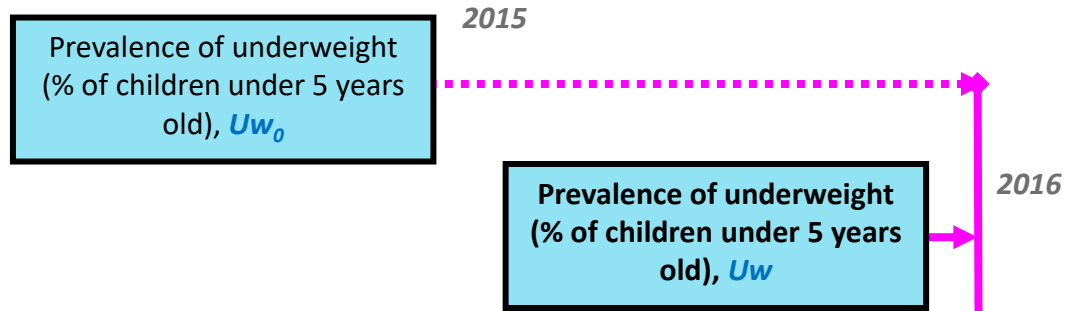 2015
Prevalence of underweight
(% of children under 5 years
old), Uw0
2016
Prevalence of underweight
(% of children under 5 years
old), Uw